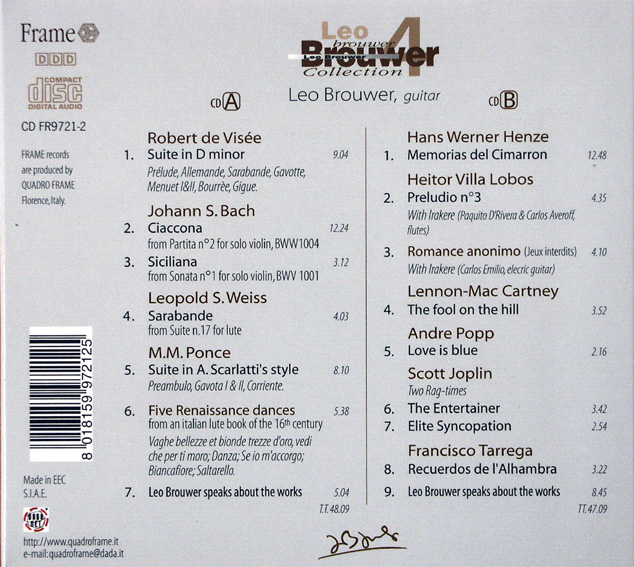 Frame
DDD
COMPACT
disc
DIGITAL AUDIO
CD FR9721-2
FRAME records
are produced by
QUADRO FRAME
Florence, Italy.
8 018159 972125
Made in EEC
S.I.A.E.
http://www.quadroframe.it
e-mail:quadroframe@dada.it
Leo
brouwer
Brouwer 4
Leo Brouwer
Collection
Leo Brouwer, guitar
CD A
Robert de Visée
1. Suite in D minor 9.04
Prélude, Allemande, Sarabande, Gavotte,
Menuet I&II, Bourrèe, Gigue.
Johann S. Bach
2. Ciaccona 12.24
from Partita n°2 for solo violin, BWW1004
3. Siciliana 3.12
from Sonata n°1 for solo violin, BWV 1001
Leopold S. Weiss
4. Sarabande 4.03
from Suite n.17 for lute
M.M. Ponce
5. Suite in A. Scarlatti's style 8.10
Preambulo, Gavota I & II, Corriente.
6. Five Renaissance dances 5.38
from an italian lute book of the 16th century
Vaghe bellezze et bionde trezze d'oro, vedi
che per ti moro; Danza; Se io m'accorgo;
Biancafiore; Saltarello.
7. Leo Brouwer speaks about the works 5.04
T.T.48.09
CD B
Hans Werner Henze
1. Memorias del Cimarron 12.48
Heitor Villa Lobos
2. Preludio n°3 4.35
With Irakere (Paquito D'Rivera & Carlos Averoff,
flutes)
3. Romance anonimo (Jeux interdits) 4.10
With Irakere (Carlos Emilio, elecric guitar)
Lennon-Mac Cartney
4. The fool on the hill 3.52
Andre Popp
5. Love is blue 2.16
Scott Joplin
Two Rag-times
6. The Entertainer 3.42
7. Elite Syncopation 2.54
Francisco Tarrega
8. Recuerdos de l'Alhambra 3.22
9. Leo Brouwer speaks about the works 8.45
TT.47.09